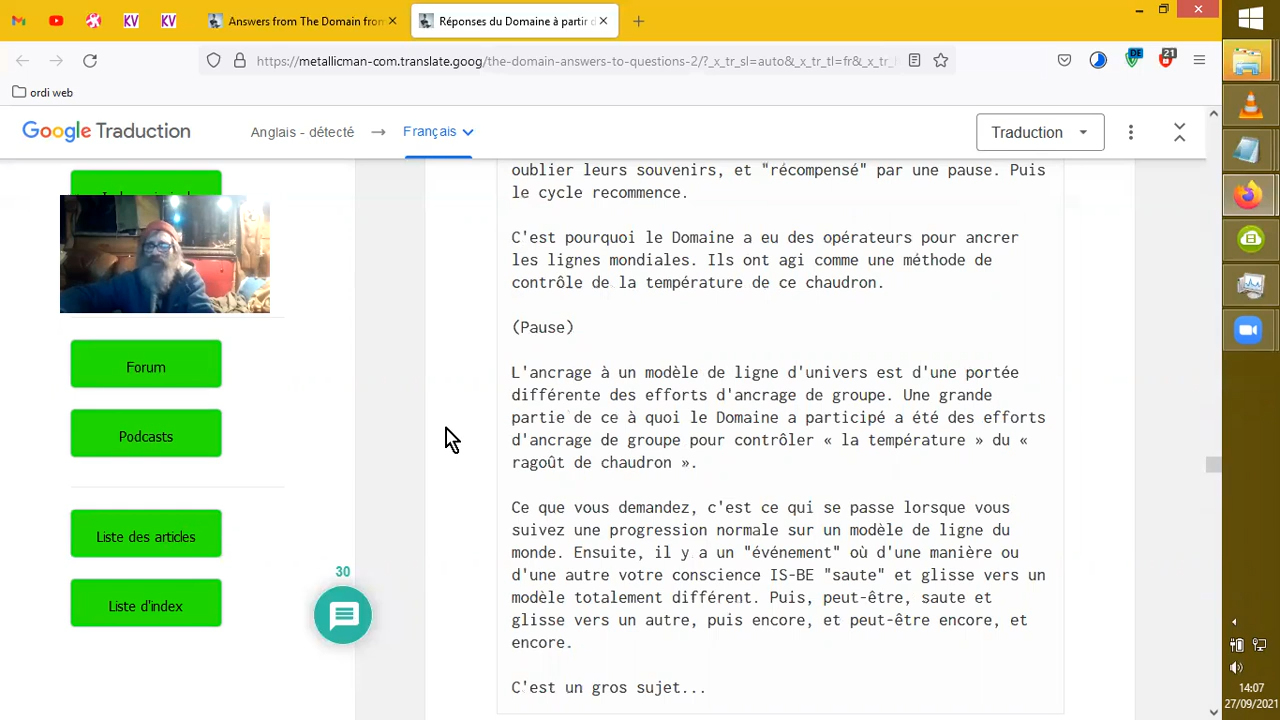 KV
KV
Answers from The Domain from
Réponses du Domaine à partir d
https://metallicman-com.translate.goog/the-domain-answers-to-questions-2/?_x_tr_sl=auto&_x_tr_tl=fr&_x_tr_
DE
21
ordi web
Google Traduction
Anglais - détecté
Français
Traduction
oublier leurs souvenirs, et "récompensé" par une pause. Puis
le cycle recommence.
C'est pourquoi le Domaine a eu des opérateurs pour ancrer
les lignes mondiales. Ils ont agi comme une méthode de
contrôle de la température de ce chaudron.
(Pause)
L'ancrage à un modèle de ligne d'univers est d'une portée
différente des efforts d'ancrage de groupe. Une grande
partie de ce à quoi le Domaine a participé a été des efforts
d'ancrage de groupe pour contrôler « la température » du «
ragoût de chaudron ».
Ce que vous demandez, c'est ce qui se passe lorsque vous
suivez une progression normale sur un modèle de ligne du
monde. Ensuite, il y a un "événement" où d'une manière ou
d'une autre votre conscience IS-BE "saute" et glisse vers un
modèle totalement différent. Puis, peut-être, saute et
glisse vers un autre, puis encore, et peut-être encore, et
encore.
C'est un gros sujet...
Forum
Podcasts
Liste des articles
Liste d'index
30
14:07
27/09/2021